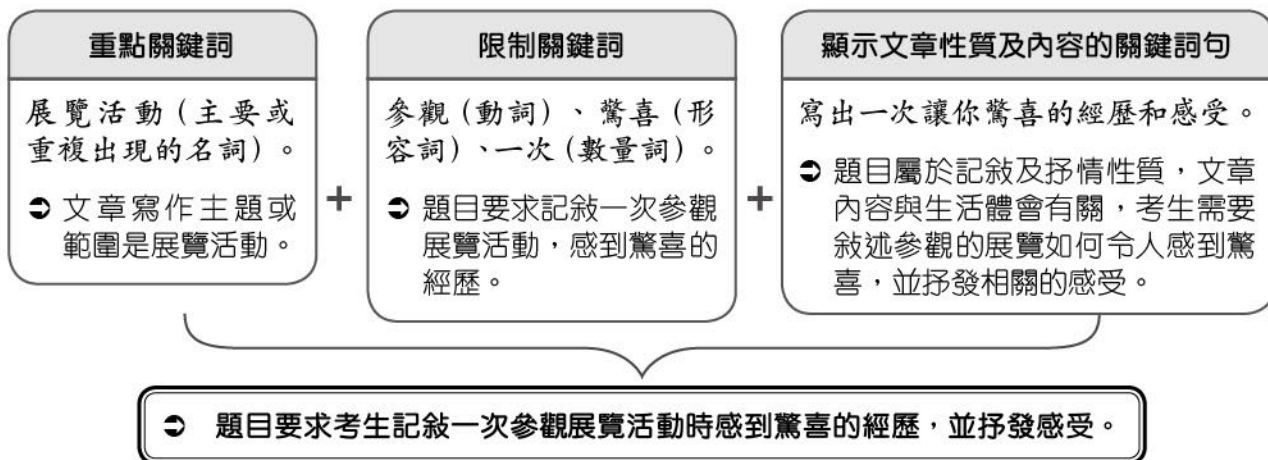 重點關鍵詞
展覽活動(主要或
重複出現的名詞)。
➲ 文章寫作主題或
範圍是展覽活動。
+
限制關鍵詞
參觀(動詞)、驚喜(形
容詞)、一次(數量詞)。
➲ 題目要求記敍一次參觀
展覽活動,感到驚喜的
經歷。
+
顯示文章性質及內容的關鍵詞句
寫出一次讓你驚喜的經歷和感受。
➲ 題目屬於記敍及抒情性質,文章
內容與生活體會有關,考生需要
敍述參觀的展覽如何令人感到驚
喜,並抒發相關的感受。
➲ 題目要求考生記敍一次參觀展覽活動時感到驚喜的經歷,並抒發感受。